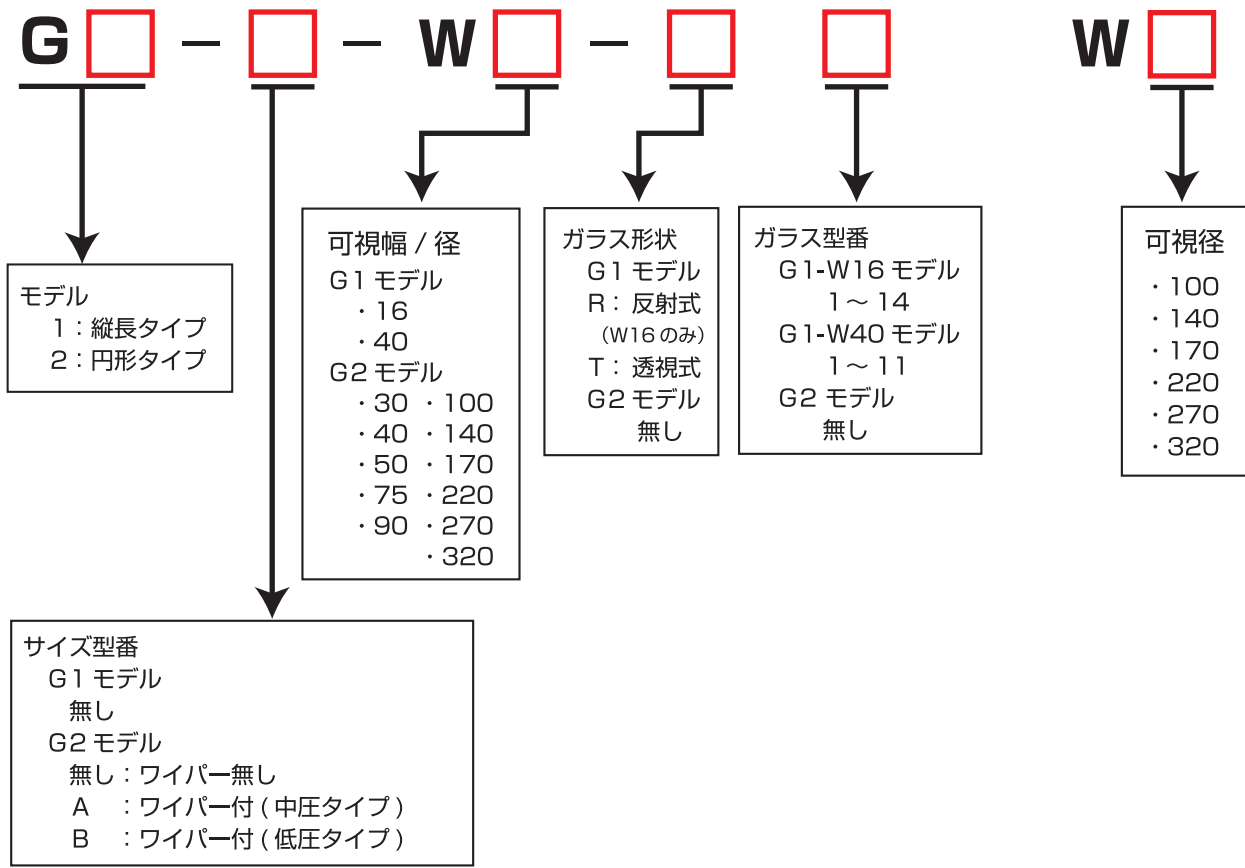 G□ - □ - W□ - □ □ W□
モデル
1：縦長タイプ
2：円形タイプ
可視幅 / 径
G1 モデル
・16
・40
G2 モデル
・30 ・100
・40 ・140
・50 ・170
・75 ・220
・90 ・270
・320
ガラス形状
G1 モデル
R：反射式
（W16 のみ）
T：透視式
G2 モデル
無し
ガラス型番
G1-W16 モデル
1～14
G1-W40 モデル
1～11
G2 モデル
無し
可視径
・100
・140
・170
・220
・270
・320
サイズ型番
G1 モデル
無し
G2 モデル
無し：ワイパー無し
A ：ワイパー付 ( 中圧タイプ )
B ：ワイパー付 ( 低圧タイプ )